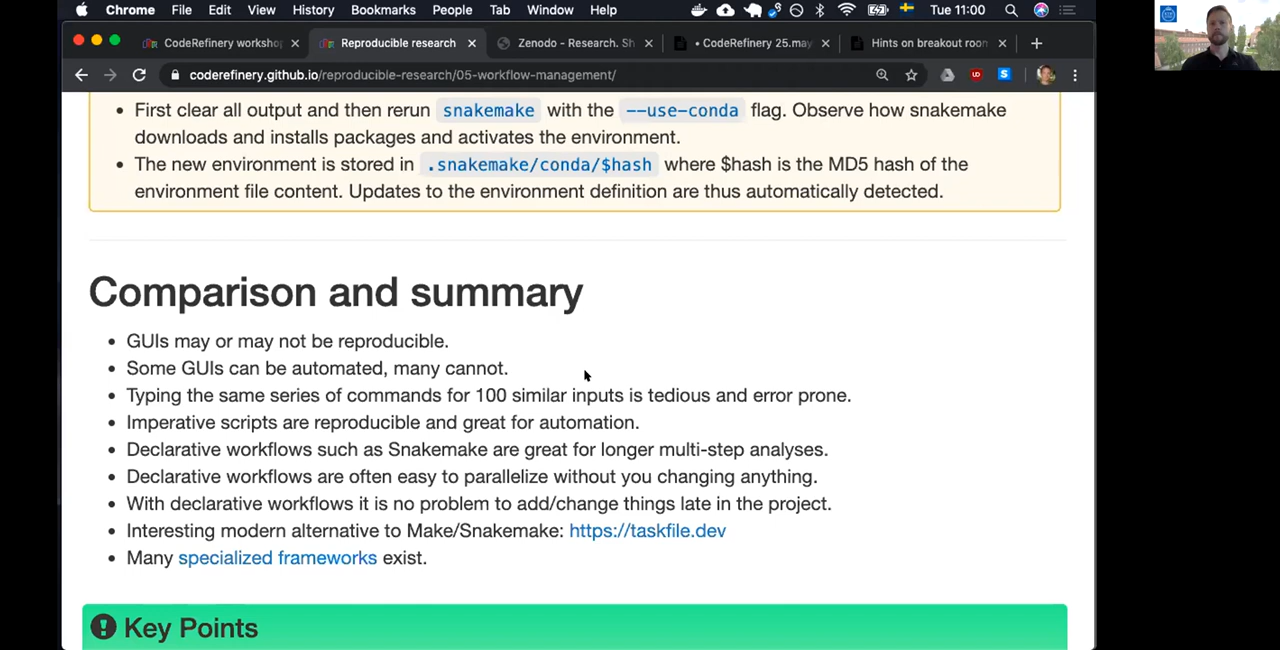 Chrome File Edit View History Bookmarks People Tab Window Help Tue 11:00
CodeRefinery workshop Reproducible research Zenodo - Research. Sh • CodeRefinery 25.may Hints on breakout room
coderefinery.github.io/reproducible-research/05-workflow-management/
• First clear all output and then rerun snakemake with the --use-conda flag. Observe how snakemake
downloads and installs packages and activates the environment.
• The new environment is stored in .snakemake/conda/$hash where $hash is the MD5 hash of the
environment file content. Updates to the environment definition are thus automatically detected.
Comparison and summary
• GUIs may or may not be reproducible.
• Some GUIs can be automated, many cannot.
• Typing the same series of commands for 100 similar inputs is tedious and error prone.
• Imperative scripts are reproducible and great for automation.
• Declarative workflows such as Snakemake are great for longer multi-step analyses.
• Declarative workflows are often easy to parallelize without you changing anything.
• With declarative workflows it is no problem to add/change things late in the project.
• Interesting modern alternative to Make/Snakemake: https://taskfile.dev
• Many specialized frameworks exist.
Key Points